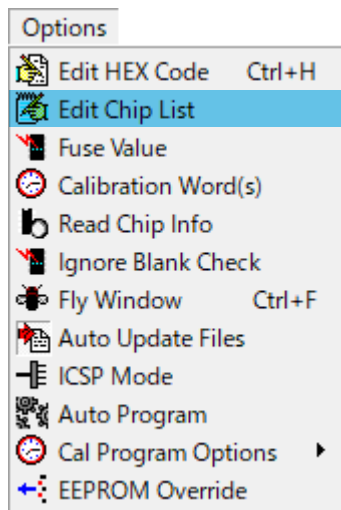 Options
Edit HEX Code Ctrl+H
Edit Chip List
Fuse Value
Calibration Word(s)
Read Chip Info
Ignore Blank Check
Fly Window Ctrl+F
Auto Update Files
ICSP Mode
Auto Program
Cal Program Options
EEPROM Override